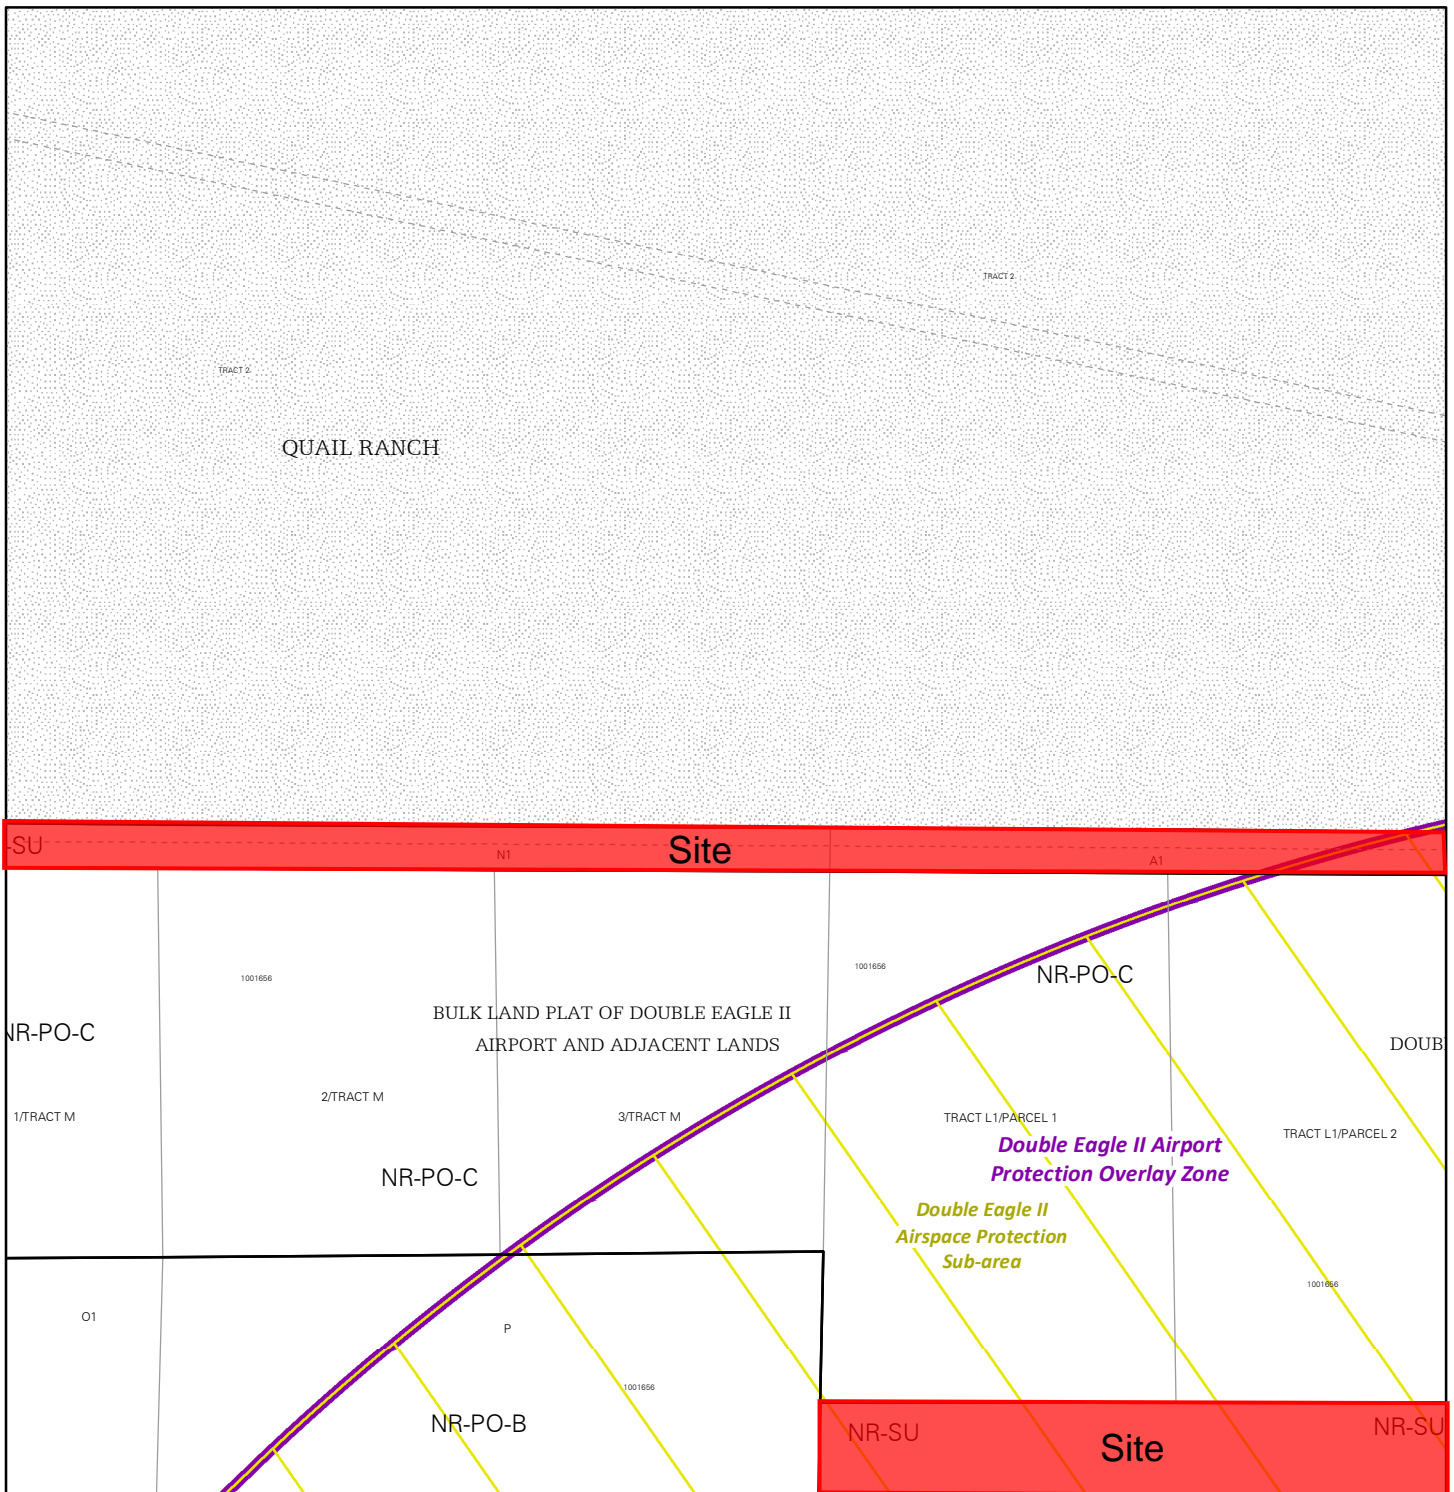 TRACT 2
TRACT 2
QUAIL RANCH
-SU
N1
Site
A1
1001656
1001656
NR-PO-C
BULK LAND PLAT OF DOUBLE EAGLE II
AIRPORT AND ADJACENT LANDS
NR-PO-C
DOUB
2/TRACT M
1/TRACT M
3/TRACT M
TRACT L1/PARCEL 1
TRACT L1/PARCEL 2
Double Eagle II Airport
Protection Overlay Zone
NR-PO-C
Double Eagle II
Airspace Protection
Sub-area
1001656
O1
P
1001656
NR-PO-B
NR-SU
Site
NR-SU